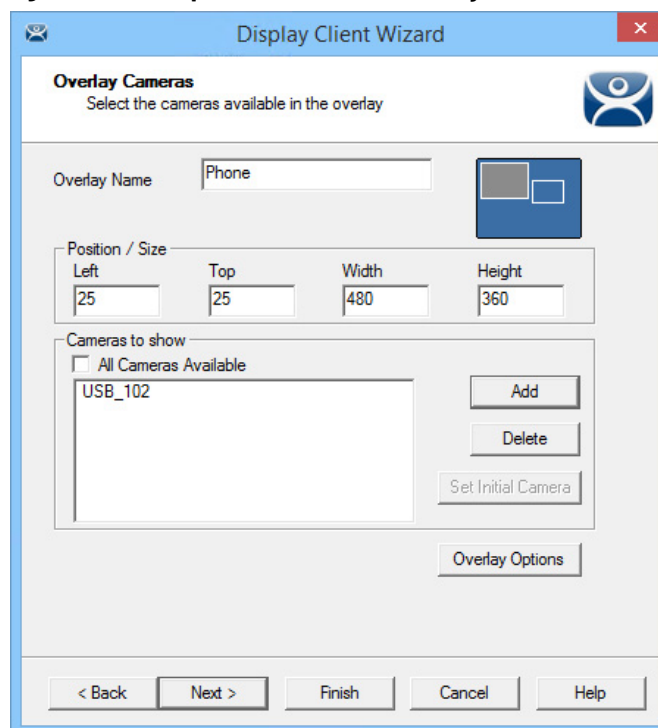 Display Client Wizard
Overlay Cameras
Select the cameras available in the overlay
Overlay Name Phone
Position / Size
Left Top Width Height
25 25 480 360
Cameras to show
All Cameras Available
USB_102
Add
Delete
Set Initial Camera
Overlay Options
< Back Next > Finish Cancel Help